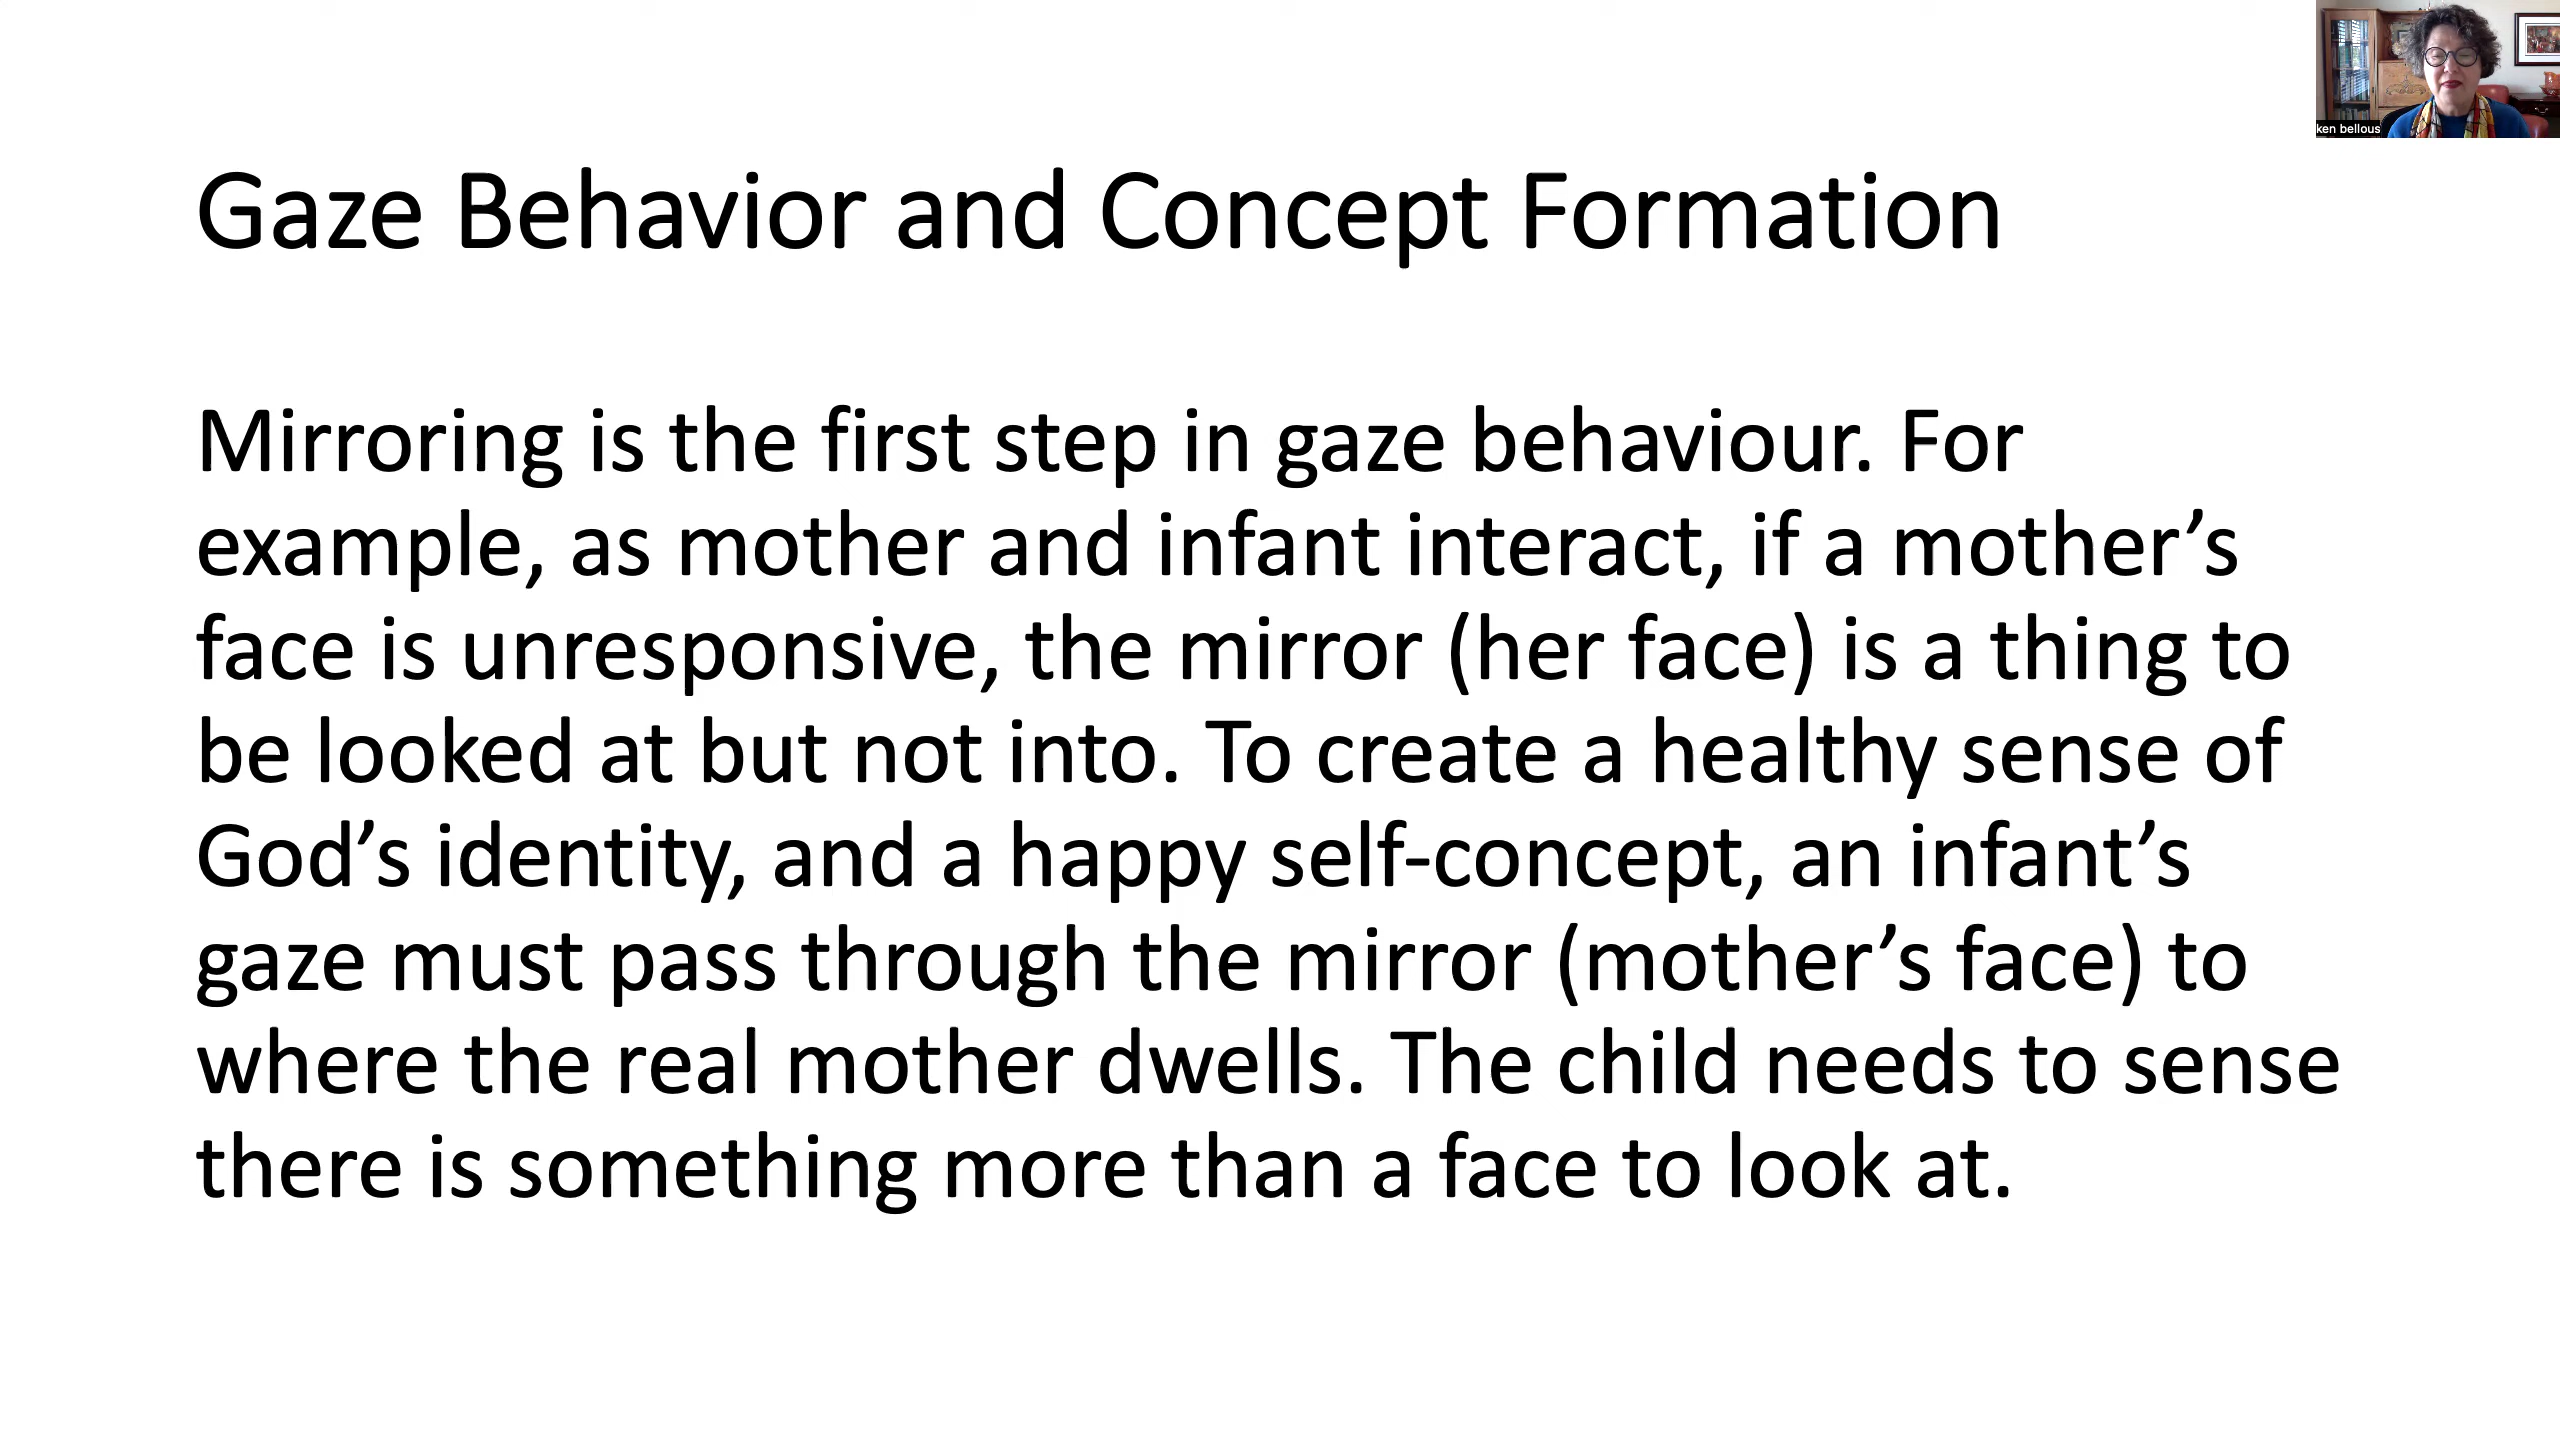 ken bellous
Gaze Behavior and Concept Formation
Mirroring is the first step in gaze behaviour. For
example, as mother and infant interact, if a mother’s
face is unresponsive, the mirror (her face) is a thing to
be looked at but not into. To create a healthy sense of
God’s identity, and a happy self-concept, an infant’s
gaze must pass through the mirror (mother’s face) to
where the real mother dwells. The child needs to sense
there is something more than a face to look at.